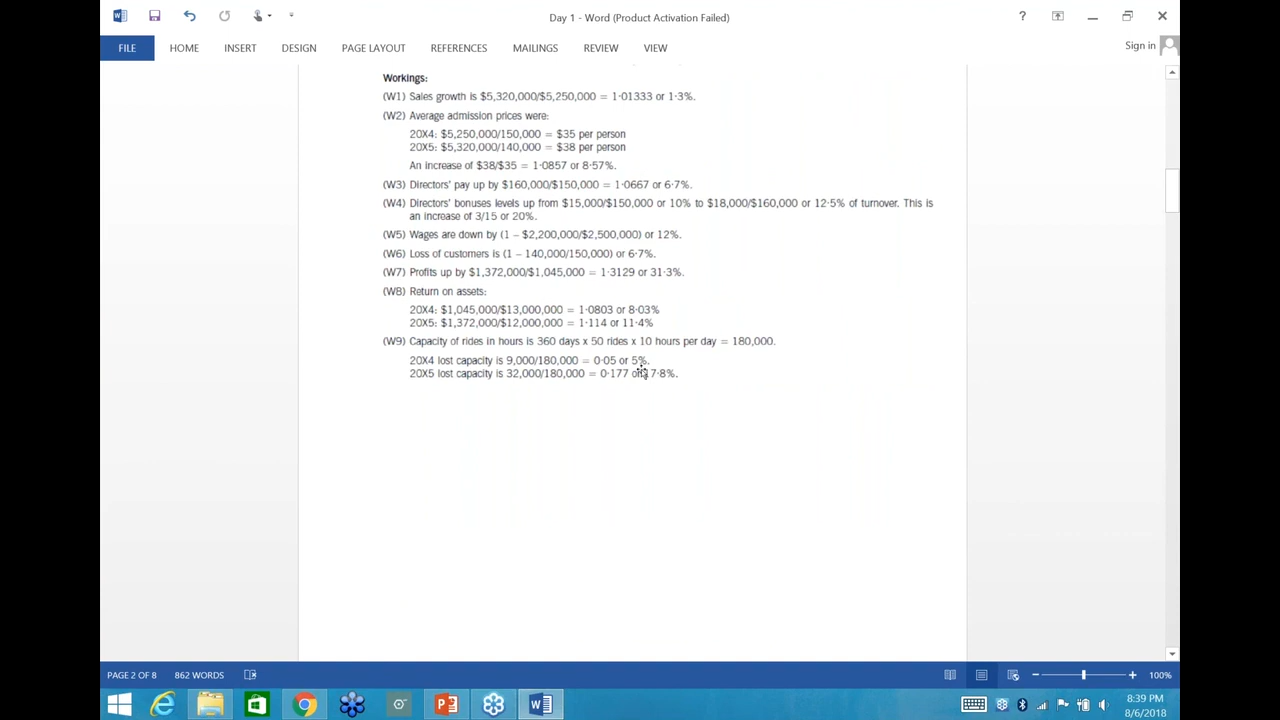 Day 1 - Word (Product Activation Failed)
?
FILE HOME INSERT DESIGN PAGE LAYOUT REFERENCES MAILINGS REVIEW VIEW
Sign in
Workings:
(W1) Sales growth is $5,320,000/$5,250,000 = 1·01333 or 1·3%.
(W2) Average admission prices were:
20X4: $5,250,000/150,000 = $35 per person
20X5: $5,320,000/140,000 = $38 per person
An increase of $38/$35 = 1·0857 or 8·57%.
(W3) Directors' pay up by $160,000/$150,000 = 1·0667 or 6·7%.
(W4) Directors' bonuses levels up from $15,000/$150,000 or 10% to $18,000/$160,000 or 12·5% of turnover. This is
an increase of 3/15 or 20%.
(W5) Wages are down by (1 – $2,200,000/$2,500,000) or 12%.
(W6) Loss of customers is (1 – 140,000/150,000) or 6·7%.
(W7) Profits up by $1,372,000/$1,045,000 = 1·3129 or 31·3%.
(W8) Return on assets:
20X4: $1,045,000/$13,000,000 = 1·0803 or 8·03%
20X5: $1,372,000/$12,000,000 = 1·114 or 11·4%
(W9) Capacity of rides in hours is 360 days x 50 rides x 10 hours per day = 180,000.
20X4 lost capacity is 9,000/180,000 = 0·05 or 5%.
20X5 lost capacity is 32,000/180,000 = 0·177 or 7·8%.
PAGE 2 OF 8 862 WORDS
100%
8:39 PM
8/6/2018